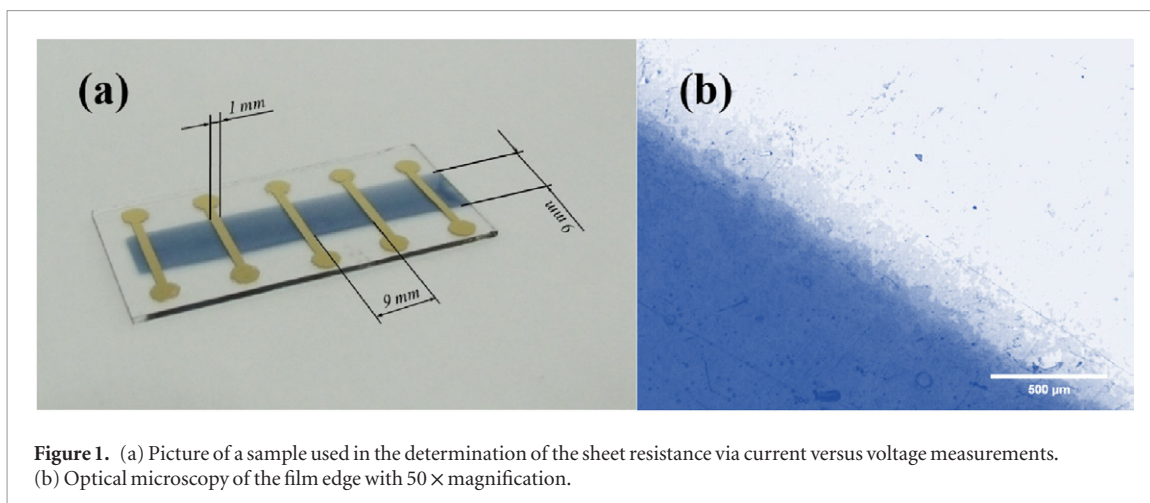 (a)
1 mm
6 mm
9 mm
(b)
500 µm
Figure 1. (a) Picture of a sample used in the determination of the sheet resistance via current versus voltage measurements.
(b) Optical microscopy of the film edge with 50 × magnification.